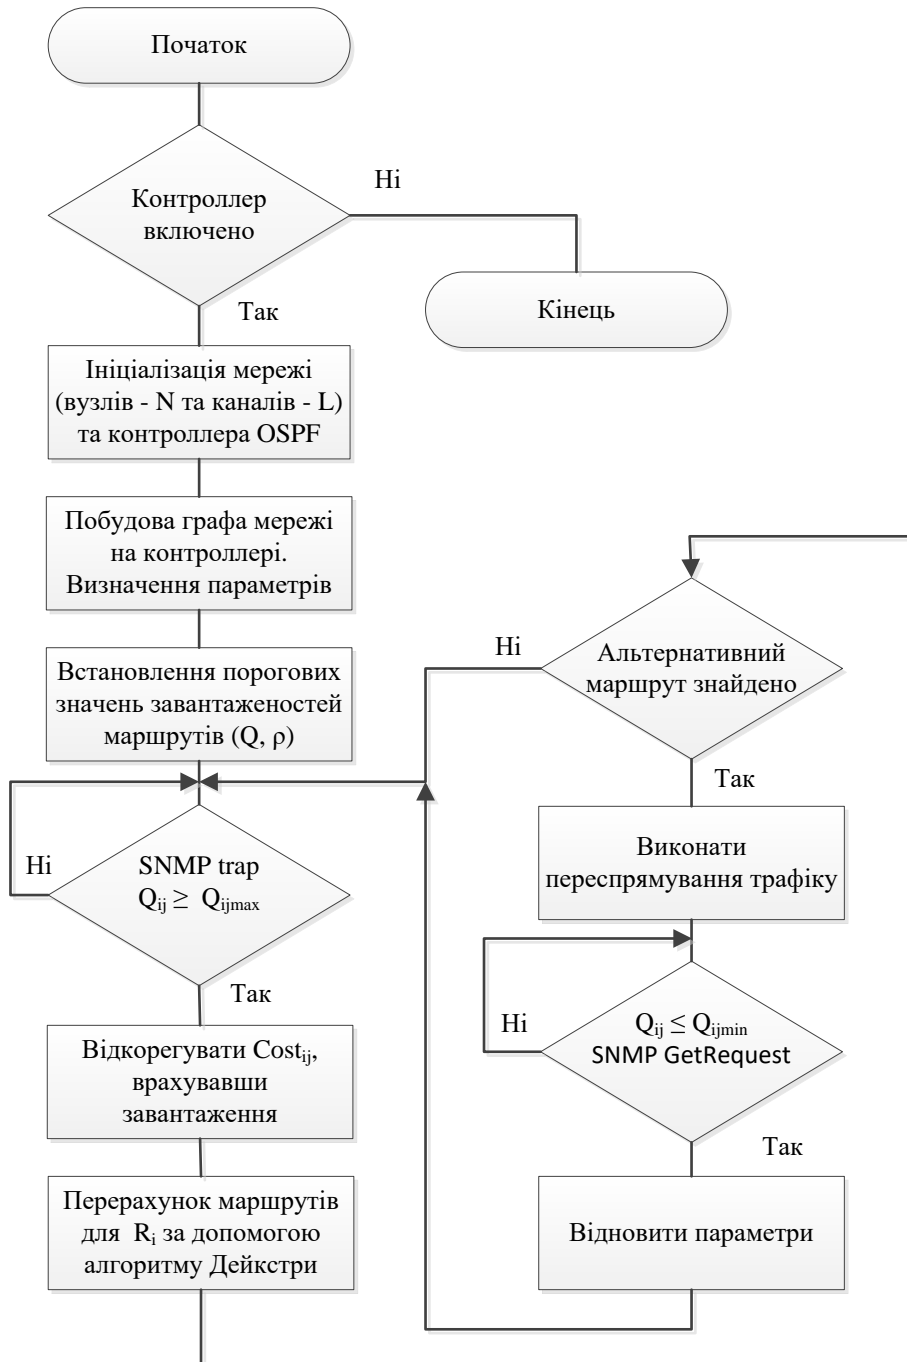 Початок
Контроллер
включено
Ні
Кінець
Так
Ініціалізація мережі
(вузлів - N та каналів - L)
та контроллера OSPF
Побудова графа мережі
на контроллері.
Визначення параметрів
Встановлення порогових
значень завантаженостей
маршрутів (Q, ρ)
Ні
SNMP trap
Qij ≥ Qijmax
Так
Відкорегувати Costij,
врахувавши
завантаження
Перерахунок маршрутів
для Ri за допомогою
алгоритму Дейкстри
Ні
Альтернативний
маршрут знайдено
Так
Виконати
переспрямування трафіку
Ні
Qij ≤ Qijmin
SNMP GetRequest
Так
Відновити параметри